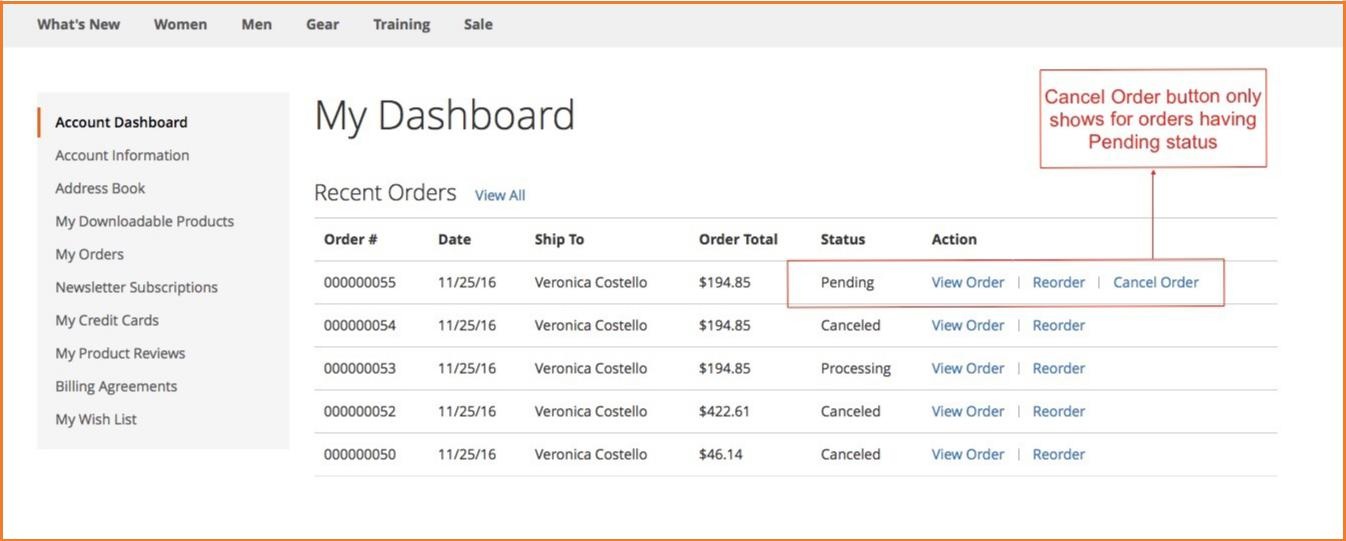 What's New Women Men Gear Training Sale
Cancel Order button only
shows for orders having
Pending status
My Dashboard
Account Dashboard
Account Information
Address Book
My Downloadable Products
My Orders
Newsletter Subscriptions
My Credit Cards
My Product Reviews
Billing Agreements
My Wish List
Recent Orders View All
Order # Date Ship To Order Total Status Action
000000055 11/25/16 Veronica Costello $194.85 Pending View Order | Reorder | Cancel Order
000000054 11/25/16 Veronica Costello $194.85 Canceled View Order | Reorder
000000053 11/25/16 Veronica Costello $194.85 Processing View Order | Reorder
000000052 11/25/16 Veronica Costello $422.61 Canceled View Order | Reorder
000000050 11/25/16 Veronica Costello $46.14 Canceled View Order | Reorder